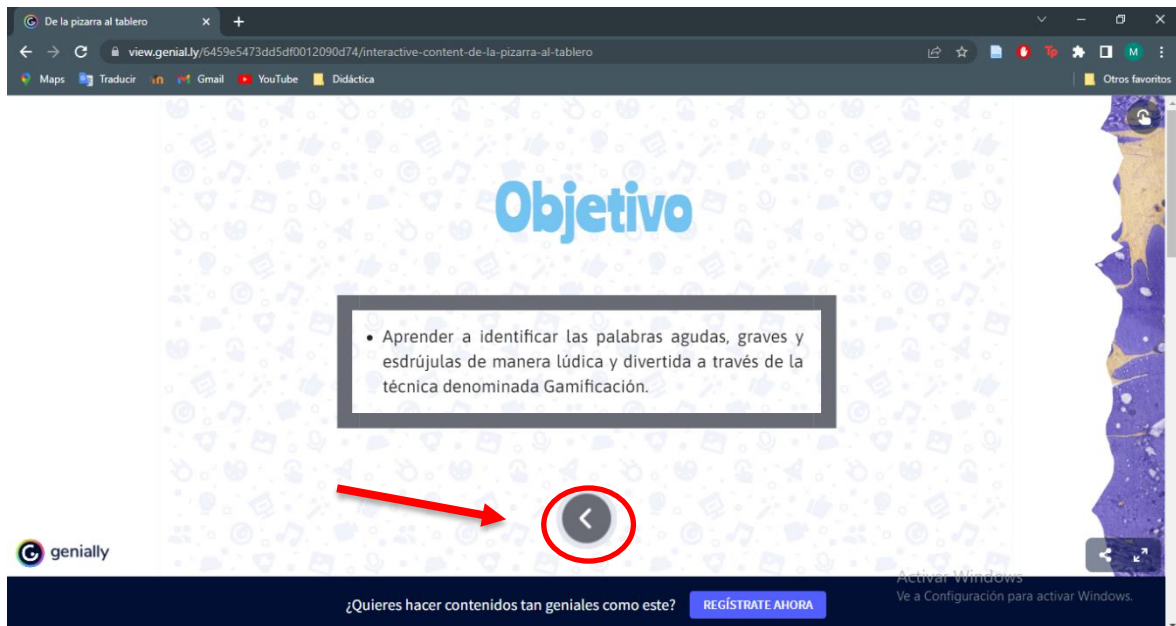 De la pizarra al tablero
view.genial.ly/6459e5473dd5df0012090d74/interactive-content-de-la-pizarra-al-tablero
Tp
M
Maps Traducir Gmail YouTube Didáctica Otros favoritos
Objetivo
• Aprender a identificar las palabras agudas, graves y
esdrújulas de manera lúdica y divertida a través de la
técnica denominada Gamificación.
genially
Activar Windows
Ve a Configuración para activar Windows.
¿Quieres hacer contenidos tan geniales como este? REGÍSTRATE AHORA